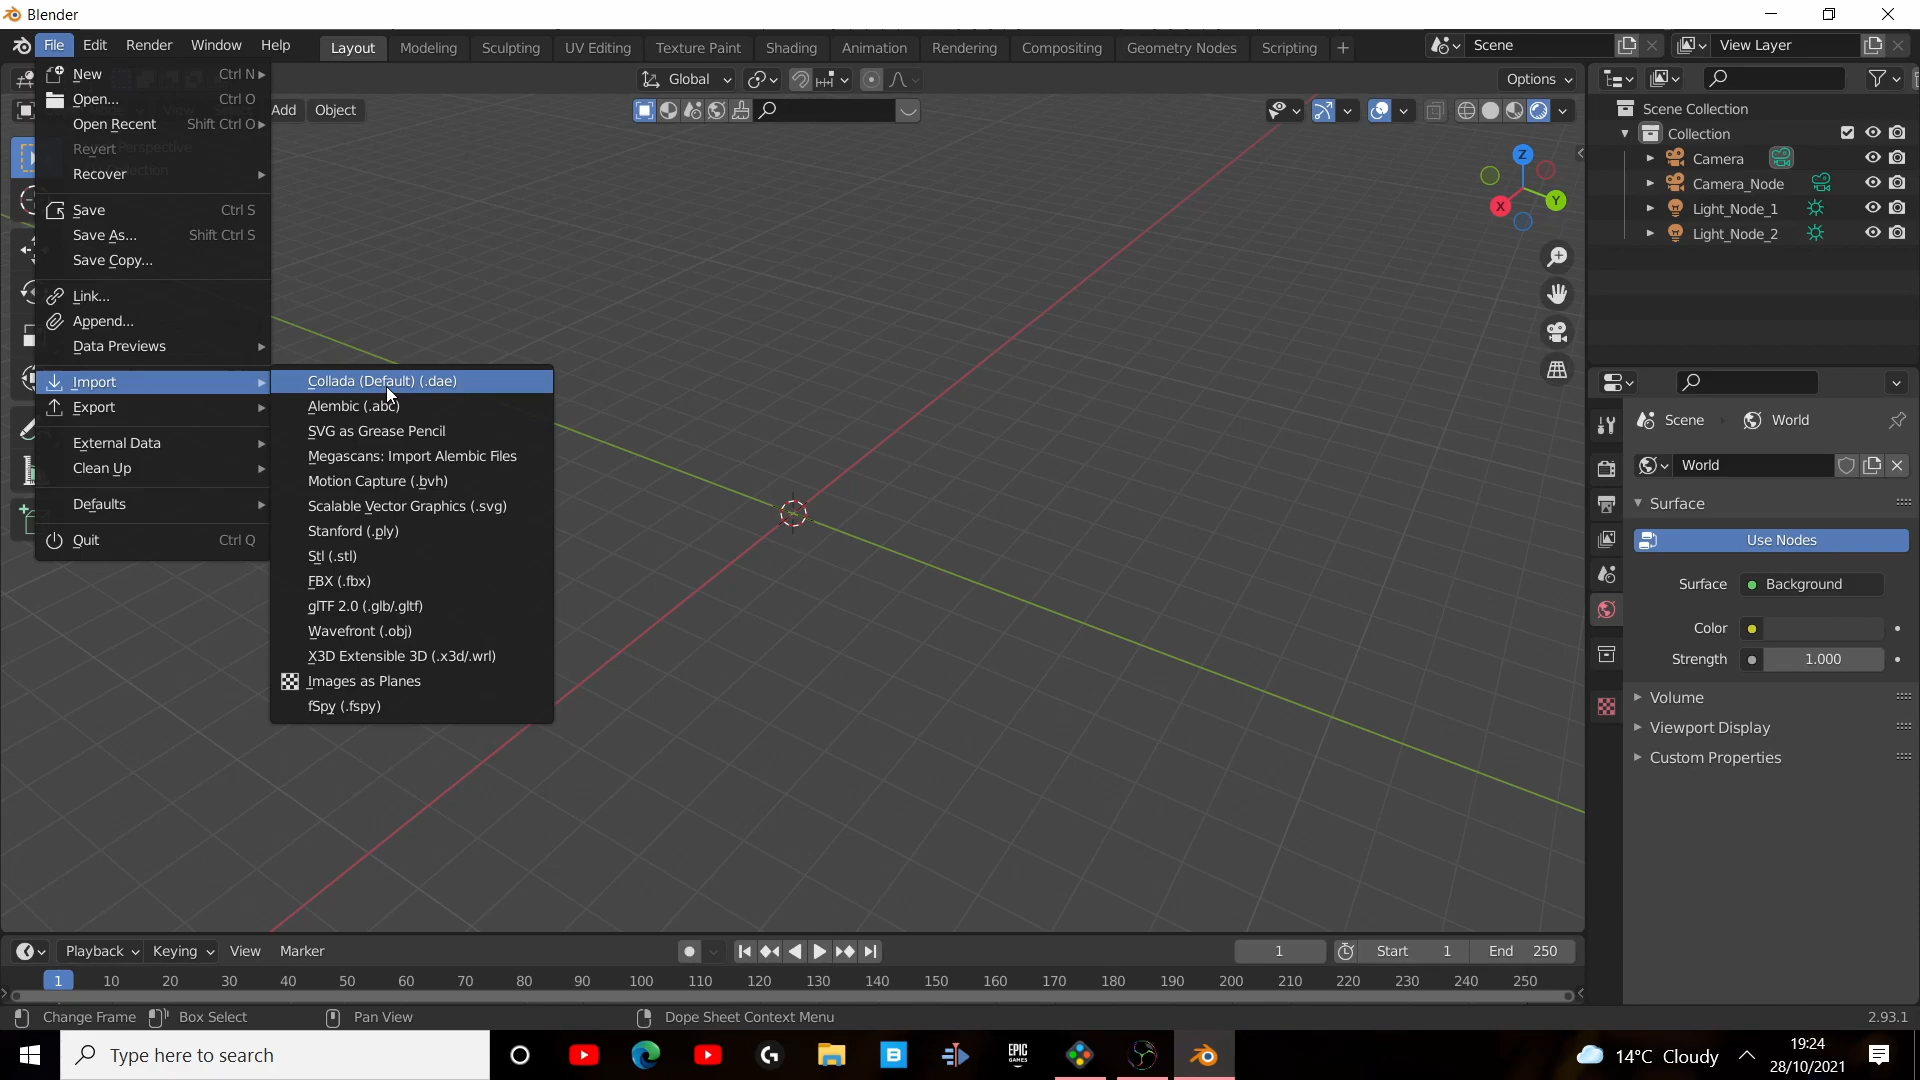 Blender
File Edit Render Window Help Layout Modeling Sculpting UV Editing Texture Paint Shading Animation Rendering Compositing Geometry Nodes Scripting + Scene View Layer
New Ctrl N
Open... Ctrl O
Open Recent Shift Ctrl O
Revert
Recover
Save Ctrl S
Save As... Shift Ctrl S
Save Copy...
Link...
Append...
Data Previews
Import
Export
External Data
Clean Up
Defaults
Quit Ctrl Q
Collada (Default) (.dae)
Alembic (.abc)
SVG as Grease Pencil
Megascans: Import Alembic Files
Motion Capture (.bvh)
Scalable Vector Graphics (.svg)
Stanford (.ply)
Stl (.stl)
FBX (.fbx)
glTF 2.0 (.glb/.gltf)
Wavefront (.obj)
X3D Extensible 3D (.x3d/.wrl)
Images as Planes
fSpy (.fspy)
Global Options
View Add Object
Perspective
Z
X Y
Scene Collection
Collection
Camera
Camera_Node
Light_Node_1
Light_Node_2
Scene World
World
Surface
Use Nodes
Surface Background
Color
Strength 1.000
Volume
Viewport Display
Custom Properties
Playback Keying View Marker 1 Start 1 End 250
1 10 20 30 40 50 60 70 80 90 100 110 120 130 140 150 160 170 180 190 200 210 220 230 240 250
Change Frame Box Select Pan View Dope Sheet Context Menu 2.93.1
Type here to search
EPIC GAMES
14°C Cloudy
19:24
28/10/2021